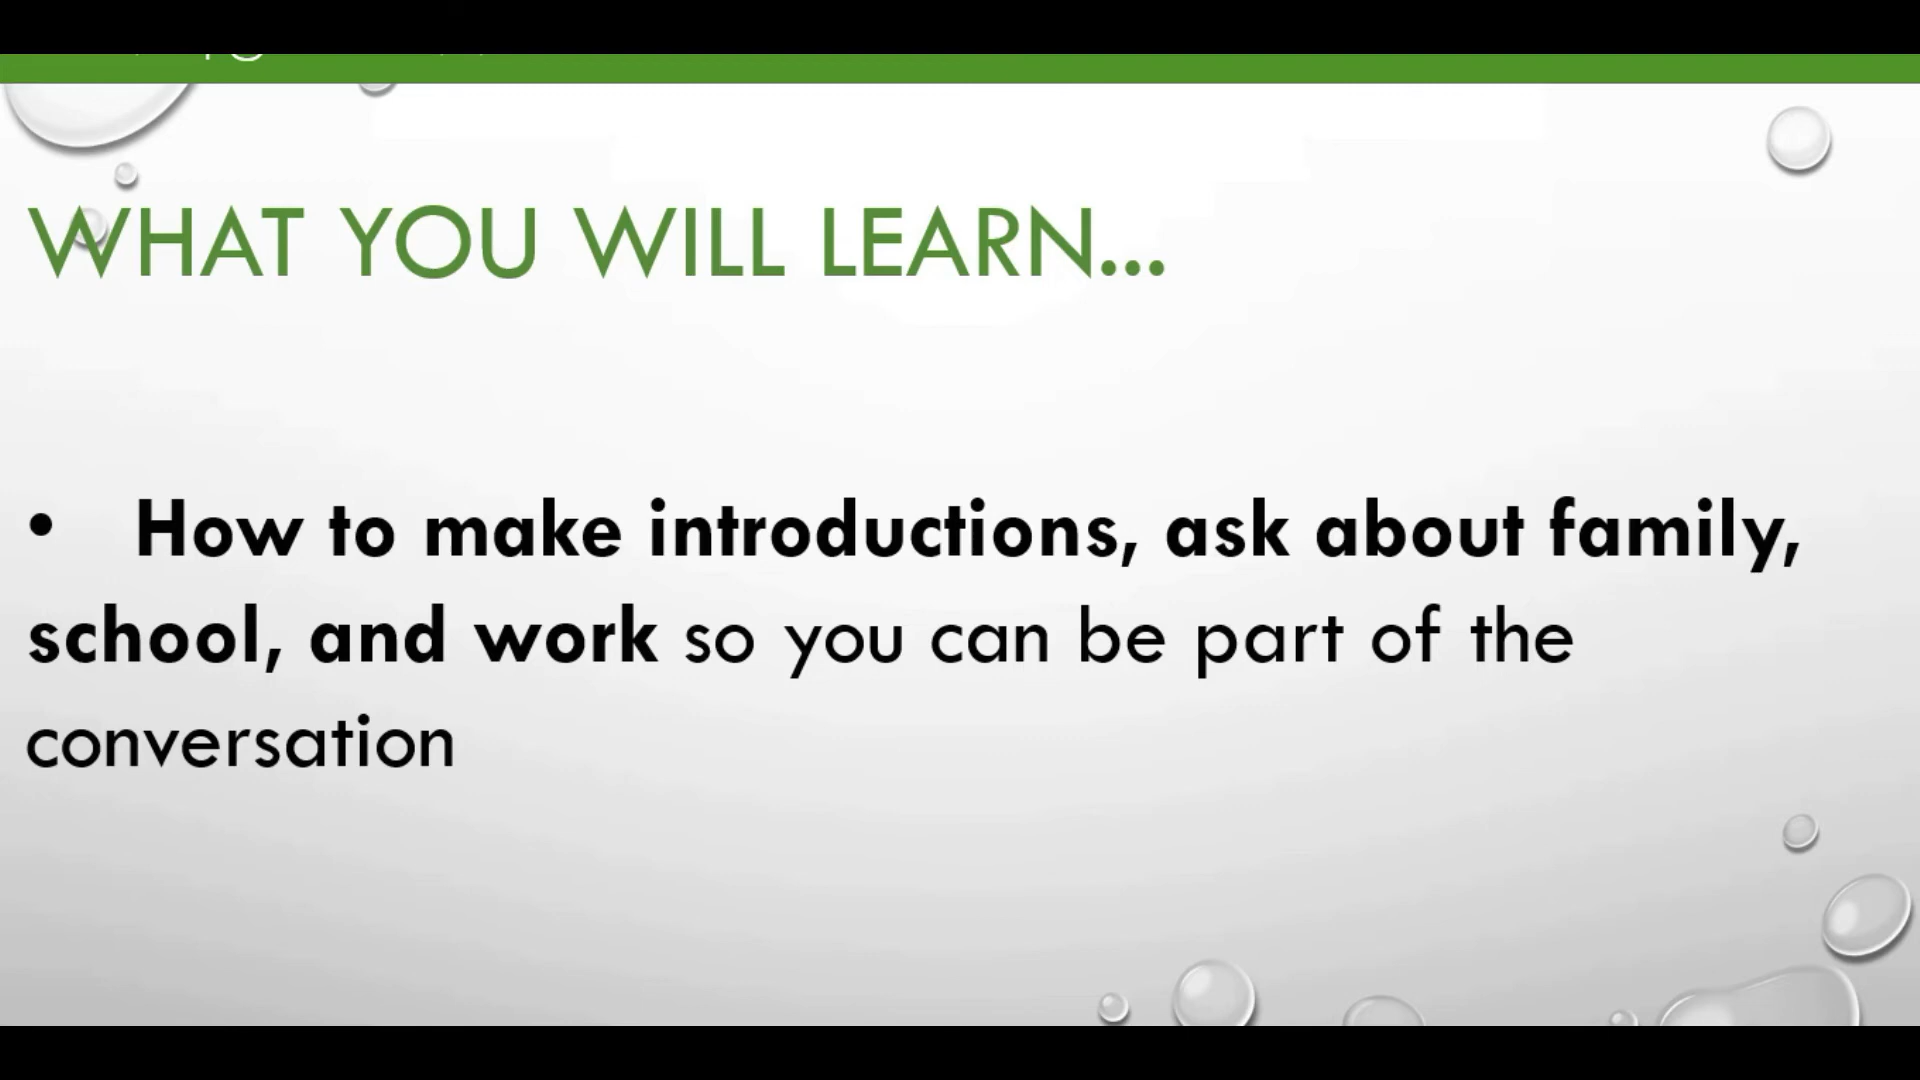 WHAT YOU WILL LEARN...
• How to make introductions, ask about family,
school, and work so you can be part of the
conversation